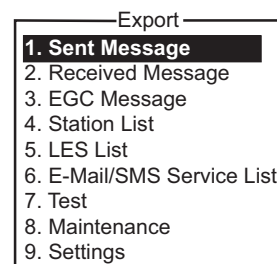 Export
1. Sent Message
2. Received Message
3. EGC Message
4. Station List
5. LES List
6. E-Mail/SMS Service List
7. Test
8. Maintenance
9. Settings